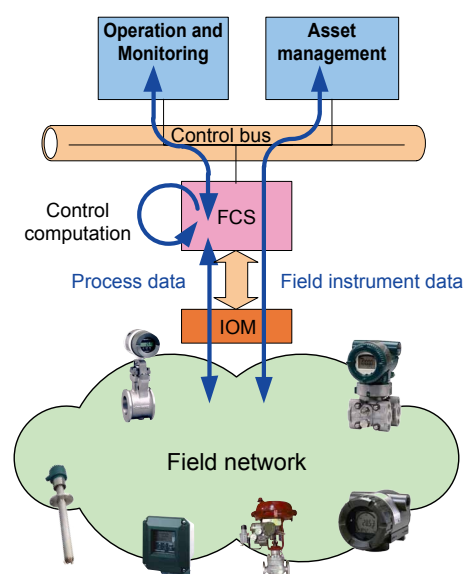 Operation and
Monitoring
Asset
management
Control bus
Control
computation
FCS
Process data
Field instrument data
IOM
Field network